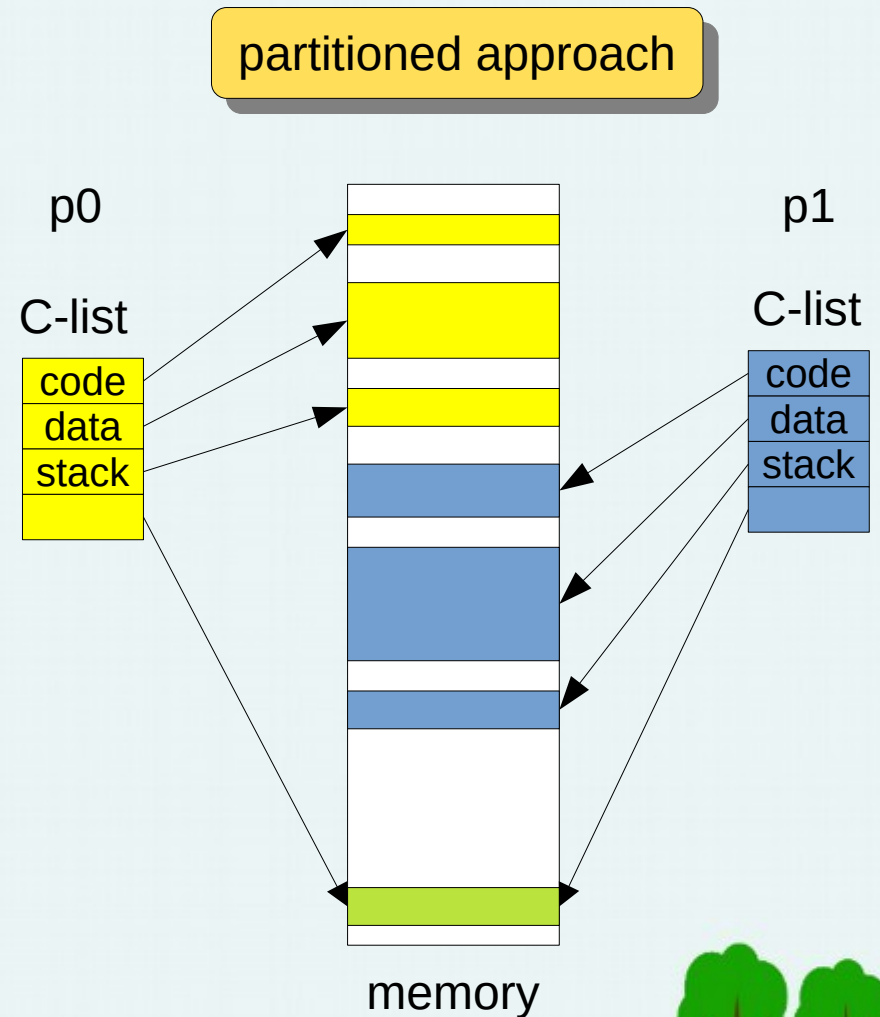 partitioned approach
p0
p1
C-list
C-list
code
data
stack
code
data
stack
memory